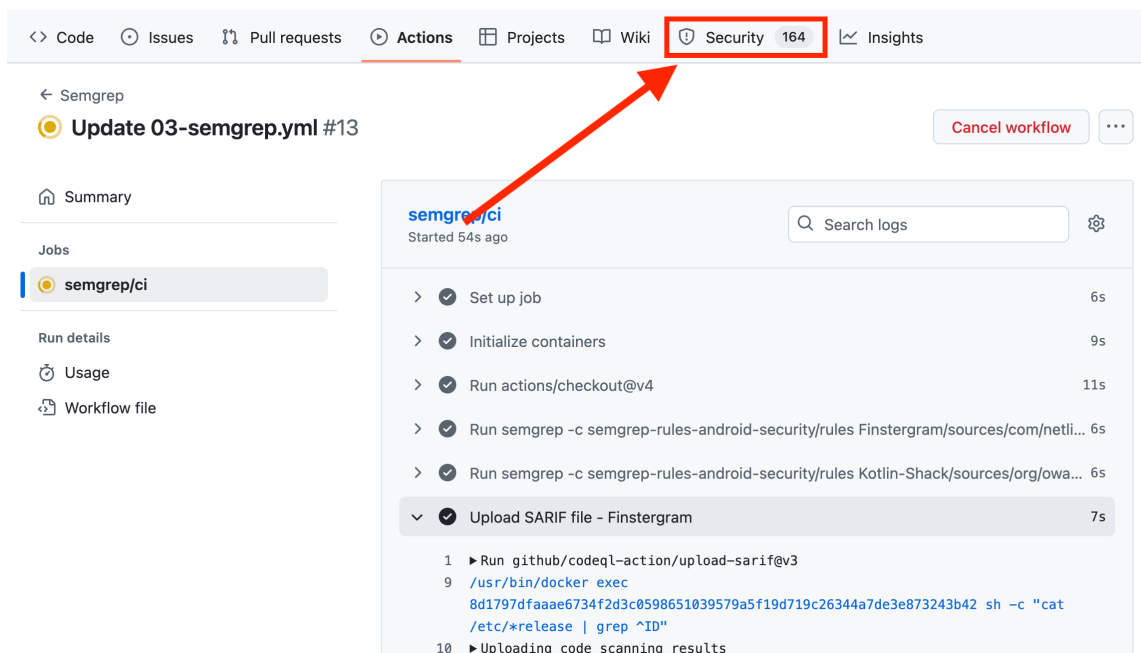 Code Issues Pull requests Actions Projects Wiki Security 164 Insights
Semgrep
Update 03-semgrep.yml #13
Cancel workflow
Summary
Jobs
semgrep/ci
Run details
Usage
Workflow file
semgrep/ci
Started 54s ago
Search logs
Set up job 6s
Initialize containers 9s
Run actions/checkout@v4 11s
Run semgrep -c semgrep-rules-android-security/rules Finstergram/sources/com/netli... 6s
Run semgrep -c semgrep-rules-android-security/rules Kotlin-Shack/sources/org/owa... 6s
Upload SARIF file - Finstergram 7s
1 Run github/codeql-action/upload-sarif@v3
9 /usr/bin/docker exec
8d1797dfaaae6734f2d3c0598651039579a5f19d719c26344a7de3e873243b42 sh -c "cat
/etc/*release | grep ^ID"
10 Uploading code scanning results